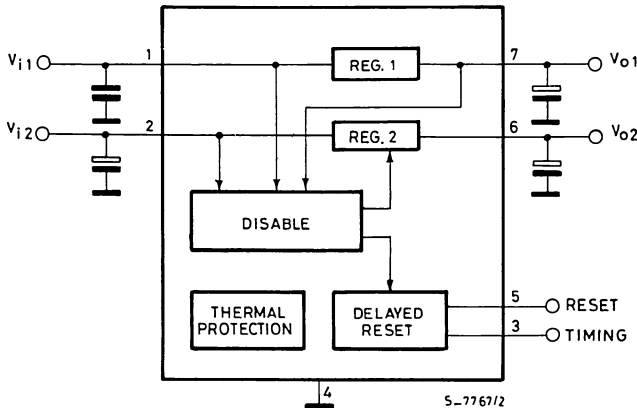 Vi1
1
REG. 1
7
Vo1
Vi2
2
REG. 2
6
Vo2
DISABLE
THERMAL
PROTECTION
DELAYED
RESET
5
RESET
3
TIMING
4
S_7767/2